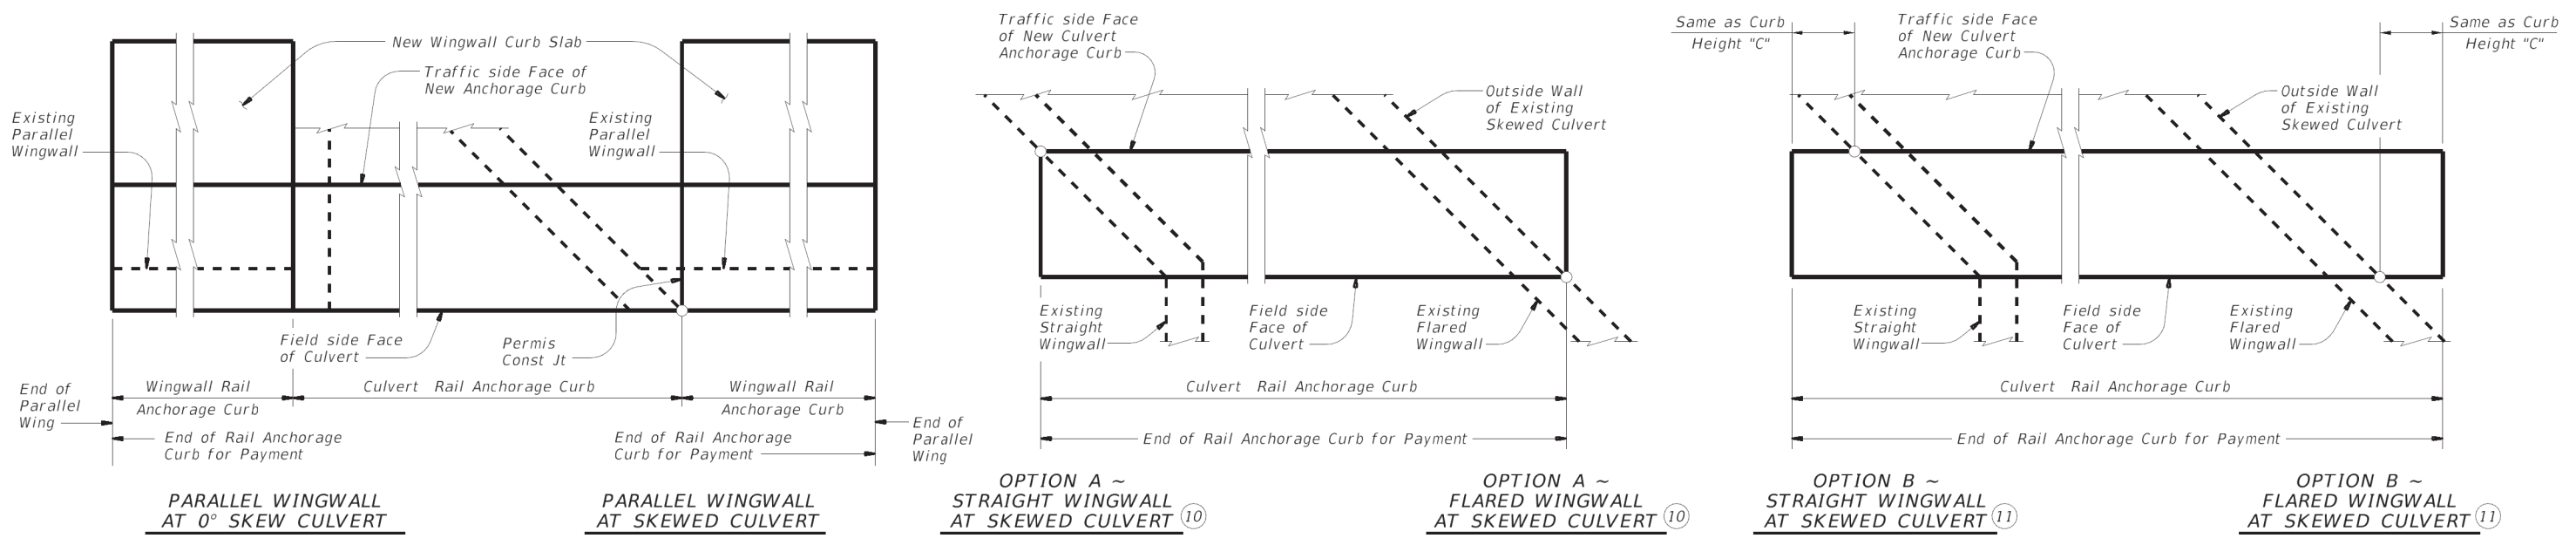 New Wingwall Curb Slab
Traffic side Face of
New Anchorage Curb
Existing
Parallel
Wingwall
Existing
Parallel
Wingwall
Field side Face
of Culvert
Permis
Const Jt
End of
Parallel
Wing
Wingwall Rail
Anchorage Curb
Culvert Rail Anchorage Curb
Wingwall Rail
Anchorage Curb
End of Rail Anchorage
Curb for Payment
End of Rail Anchorage
Curb for Payment
End of
Parallel
Wing
PARALLEL WINGWALL
AT 0° SKEW CULVERT
PARALLEL WINGWALL
AT SKEWED CULVERT
Traffic side Face
of New Culvert
Anchorage Curb
Outside Wall
of Existing
Skewed Culvert
Existing
Straight
Wingwall
Field side
Face of
Culvert
Existing
Flared
Wingwall
Culvert Rail Anchorage Curb
End of Rail Anchorage Curb for Payment
OPTION A ~
STRAIGHT WINGWALL
AT SKEWED CULVERT 10
OPTION A ~
FLARED WINGWALL
AT SKEWED CULVERT 10
Same as Curb
Height "C"
Traffic side Face
of New Culvert
Anchorage Curb
Same as Curb
Height "C"
Outside Wall
of Existing
Skewed Culvert
Existing
Straight
Wingwall
Field side
Face of
Culvert
Existing
Flared
Wingwall
Culvert Rail Anchorage Curb
End of Rail Anchorage Curb for Payment
OPTION B ~
STRAIGHT WINGWALL
AT SKEWED CULVERT 11
OPTION B ~
FLARED WINGWALL
AT SKEWED CULVERT 11